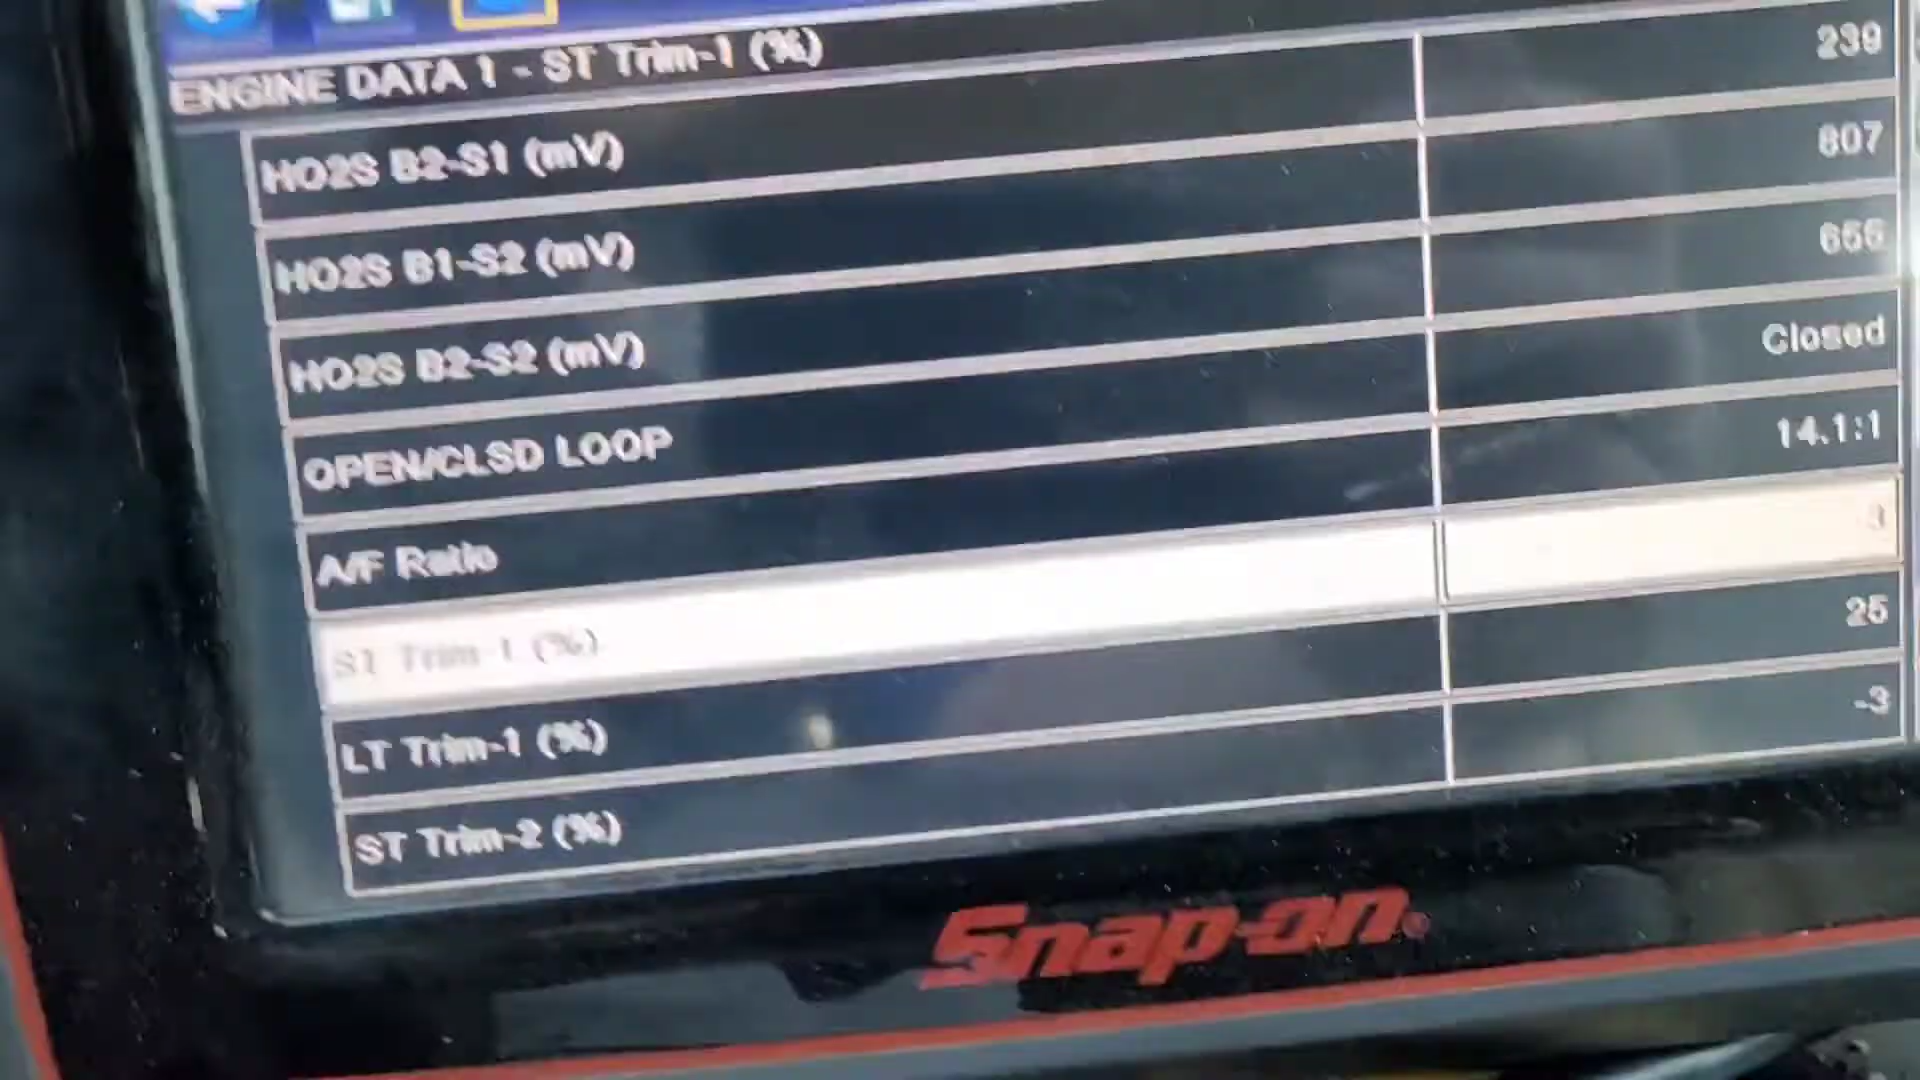 ENGINE DATA 1 - ST Trim-1 (%)
HO2S B2-S1 (mV) 239
HO2S B1-S2 (mV) 807
HO2S B2-S2 (mV) 655
OPEN/CLSD LOOP Closed
A/F Ratio 14.1:1
ST Trim-1 (%)
LT Trim-1 (%) 25
ST Trim-2 (%) -3
Snap-on